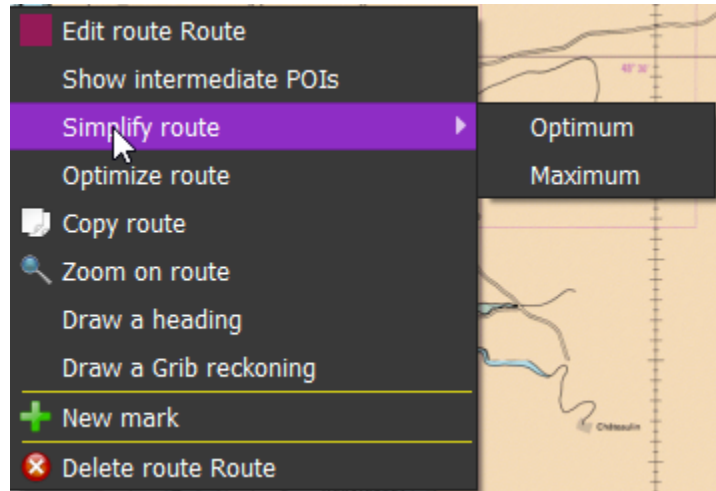 Edit route Route
Show intermediate POIs
Simplify route
Optimum
Optimize route
Maximum
Copy route
Zoom on route
Draw a heading
Draw a Grib reckoning
New mark
Delete route Route